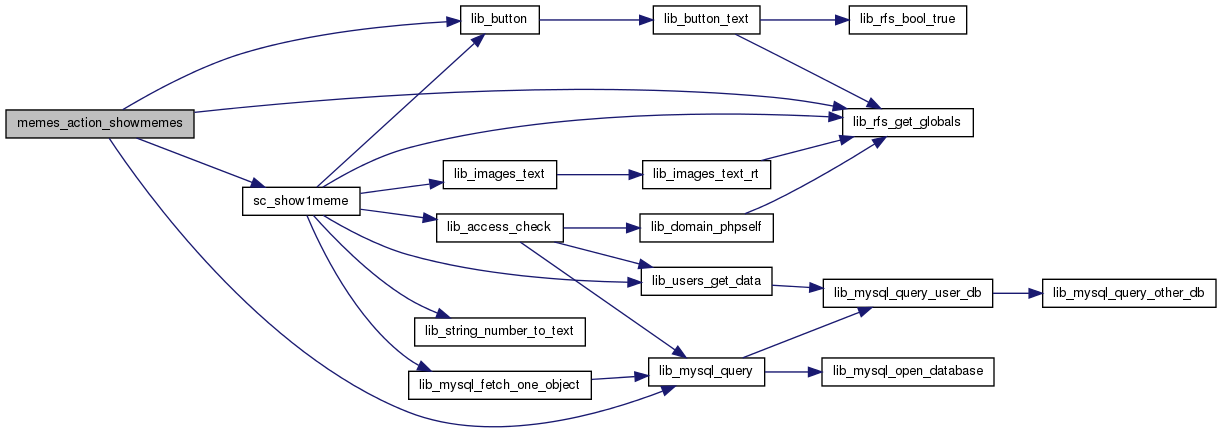 lib_button
lib_button_text
lib_rfs_bool_true
memes_action_showmemes
lib_rfs_get_globals
lib_images_text
lib_images_text_rt
sc_show1meme
lib_access_check
lib_domain_phpself
lib_users_get_data
lib_mysql_query_user_db
lib_mysql_query_other_db
lib_string_number_to_text
lib_mysql_query
lib_mysql_open_database
lib_mysql_fetch_one_object